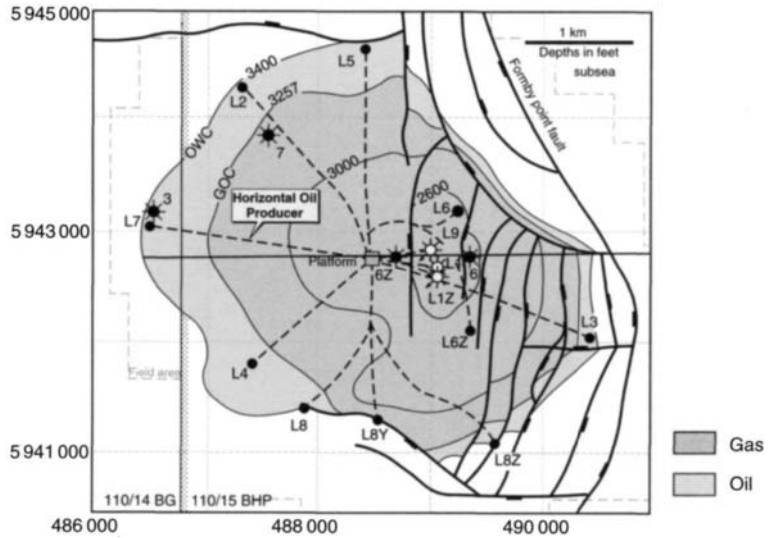 5945 000
1 km
Depths in feet
subsea
L5
L2
3400
3257
Formby point fault
7
OWC
GOC
3000
2600
3
L7
Horizontal Oil
Producer
L6
L9
5 943 000
Platform
6Z
6
L1Z
L6Z
L3
L4
Field area
L8
L8Y
L8Z
5 941 000
Gas
Oil
110/14 BG
110/15 BHP
486 000
488 000
490 000